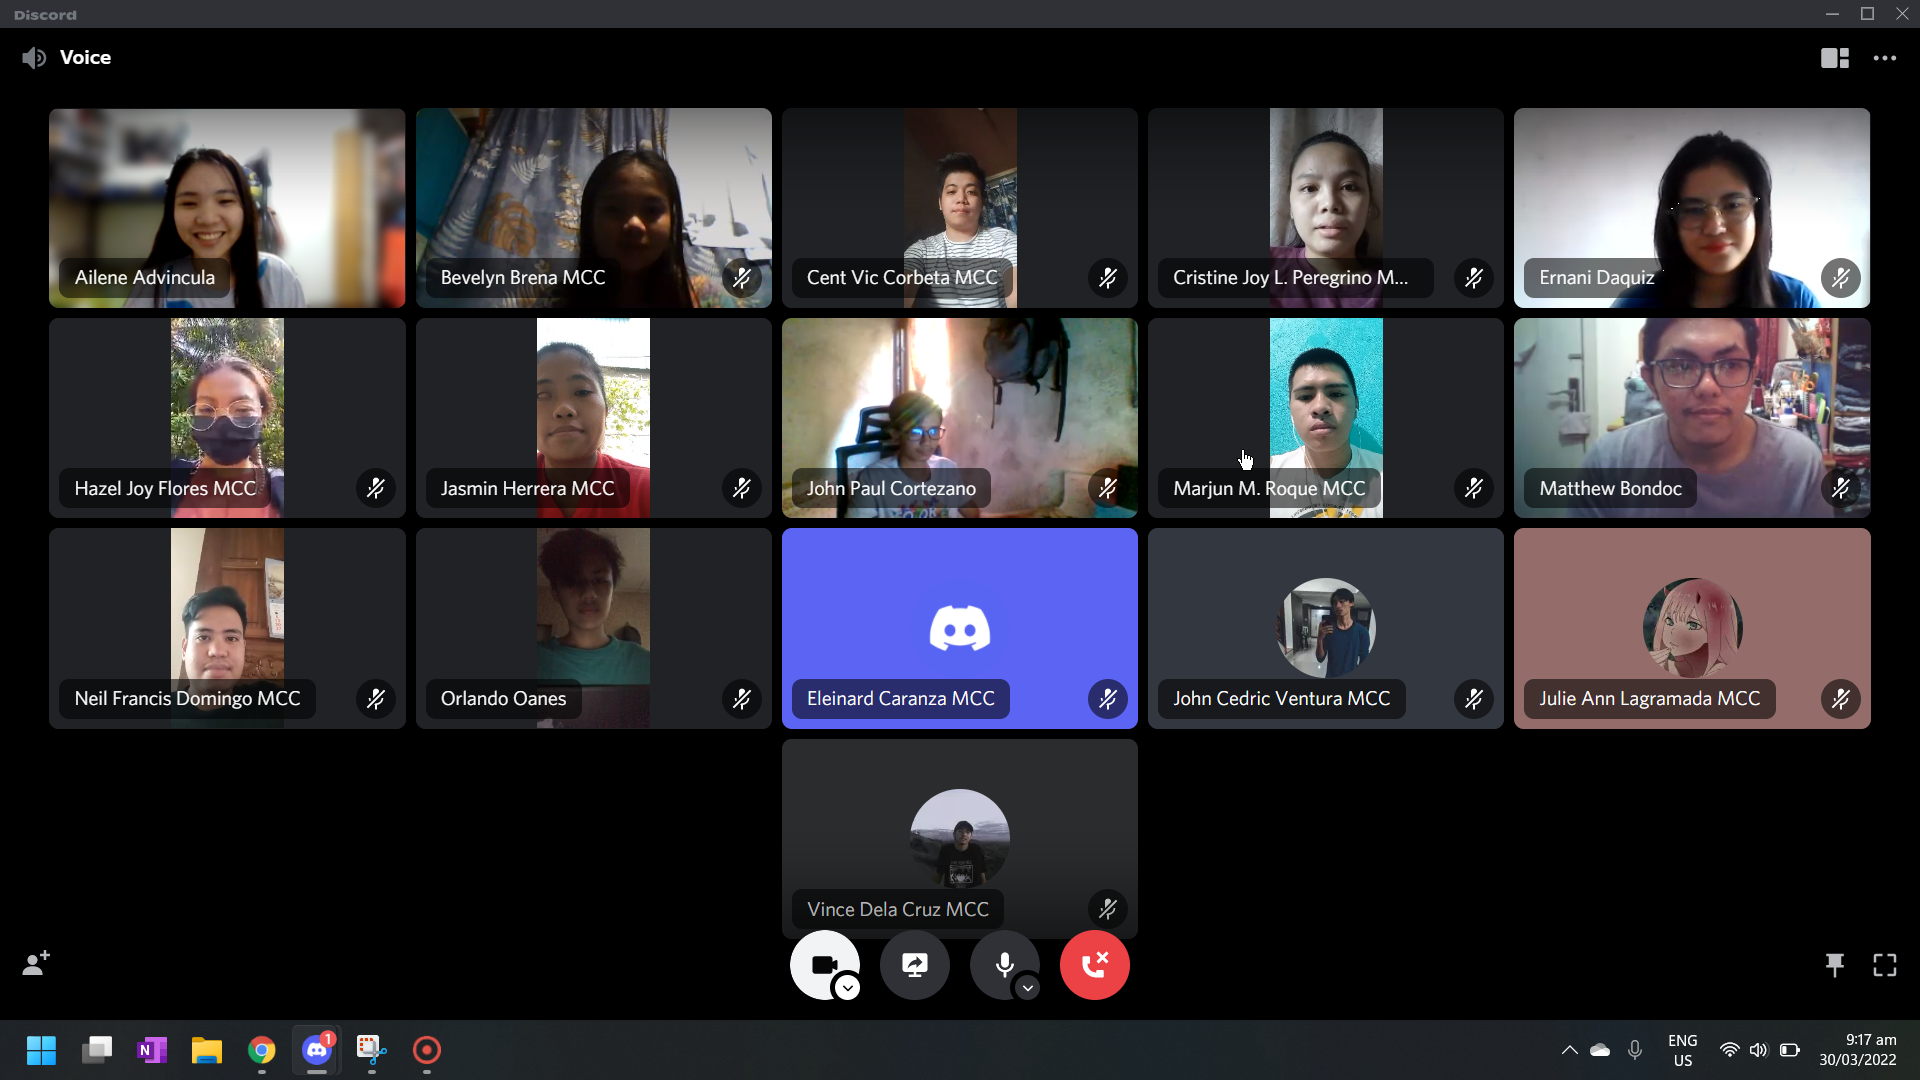 Discord
Voice
Ailene Advincula
Bevelyn Brena MCC
Cent Vic Corbeta MCC
Cristine Joy L. Peregrino M...
Ernani Daquiz
Hazel Joy Flores MCC
Jasmin Herrera MCC
John Paul Cortezano
Marjun M. Roque MCC
Matthew Bondoc
Neil Francis Domingo MCC
Orlando Oanes
Eleinard Caranza MCC
John Cedric Ventura MCC
Julie Ann Lagramada MCC
Vince Dela Cruz MCC
N
1
ENG
US
9:17 am
30/03/2022